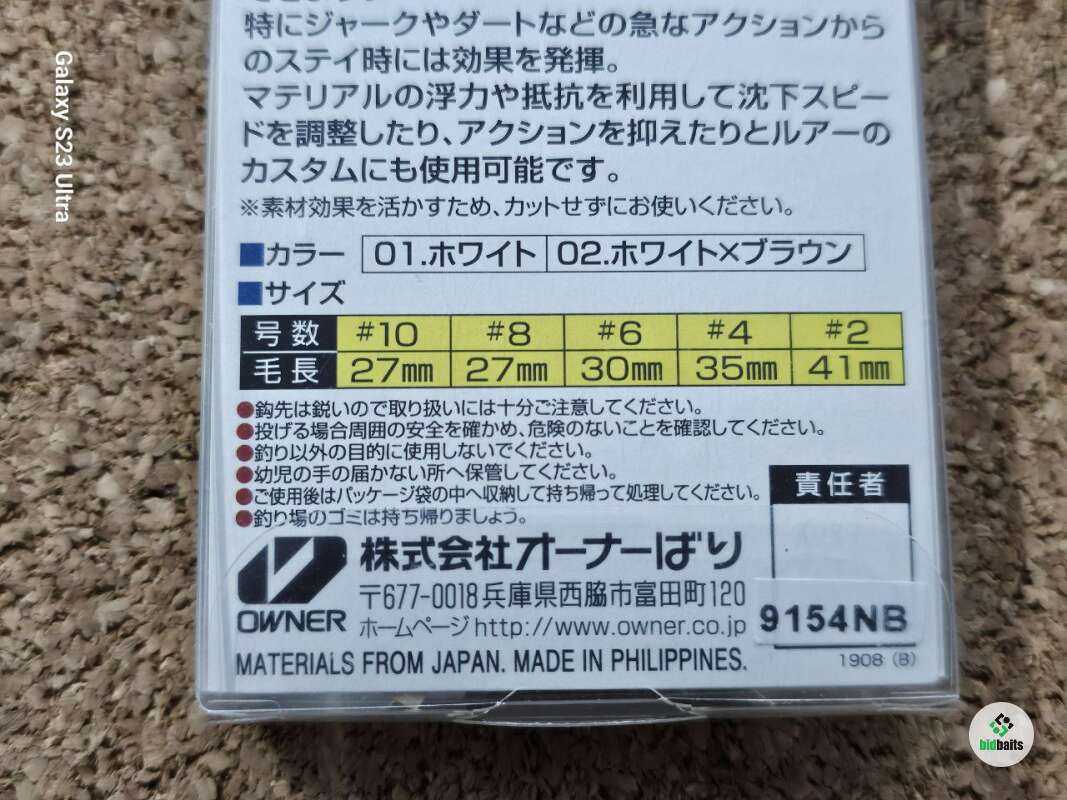 特にジャークやダートなどの急なアクションから
のステイ時には効果を発揮。
マテリアルの浮力や抵抗を利用して沈下スピー
ドを調整したり、アクションを抑えたりとルアーの
カスタムにも使用可能です。
※素材効果を活かすため、カットせずにお使いください。
■カラー 01.ホワイト 02.ホワイト×ブラウン
■サイズ
号数 #10 #8 #6 #4 #2
毛長 27㎜ 27㎜ 30㎜ 35㎜ 41㎜
●鈎先は鋭いので取り扱いには十分ご注意してください。
●投げる場合周囲の安全を確かめ、危険のないことを確認してください。
●釣り以外の目的に使用しないでください。
●幼児の手の届かない所へ保管してください。
●ご使用後はパッケージ袋の中へ収納して持ち帰って処理してください。
●釣り場のゴミは持ち帰りましょう。
責任者
株式会社オーナーばり
〒677-0018兵庫県西脇市富田町120
OWNER
ホームページhttp://www.owner.co.jp
9154NB
MATERIALS FROM JAPAN. MADE IN PHILIPPINES.
1908 (B)
Galaxy S23 Ultra
bidbaits